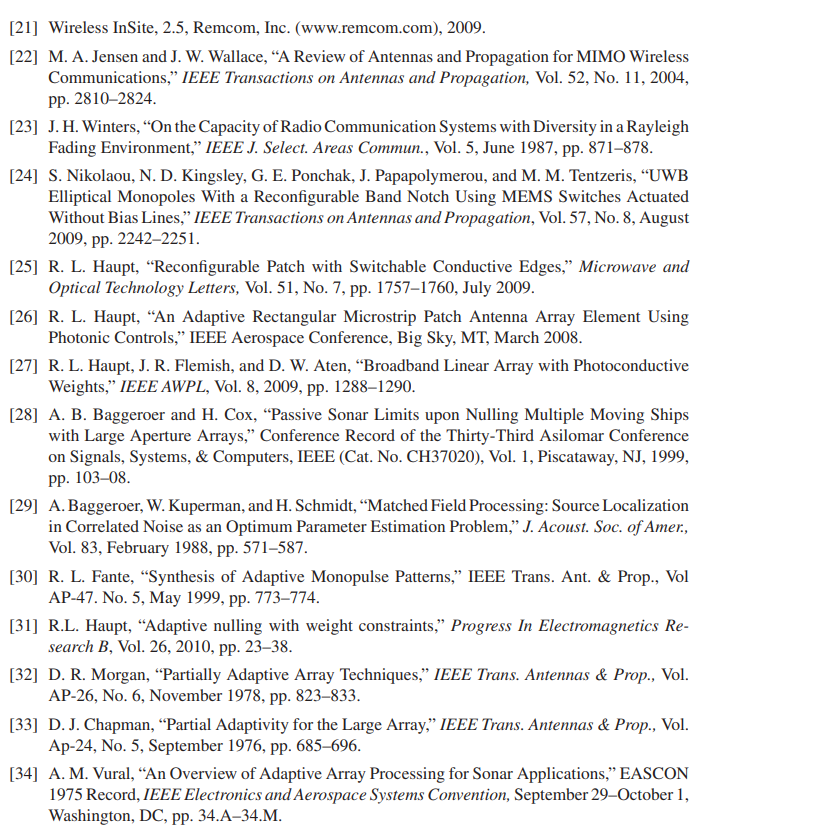 [21] Wireless InSite, 2.5, Remcom, Inc. (www.remcom.com), 2009.
[22] M. A. Jensen and J. W. Wallace, “A Review of Antennas and Propagation for MIMO Wireless
Communications,” IEEE Transactions on Antennas and Propagation, Vol. 52, No. 11, 2004,
pp. 2810–2824.
[23] J. H. Winters, “On the Capacity of Radio Communication Systems with Diversity in a Rayleigh
Fading Environment,” IEEE J. Select. Areas Commun., Vol. 5, June 1987, pp. 871–878.
[24] S. Nikolaou, N. D. Kingsley, G. E. Ponchak, J. Papapolymerou, and M. M. Tentzeris, “UWB
Elliptical Monopoles With a Reconfigurable Band Notch Using MEMS Switches Actuated
Without Bias Lines,” IEEE Transactions on Antennas and Propagation, Vol. 57, No. 8, August
2009, pp. 2242–2251.
[25] R. L. Haupt, “Reconfigurable Patch with Switchable Conductive Edges,” Microwave and
Optical Technology Letters, Vol. 51, No. 7, pp. 1757–1760, July 2009.
[26] R. L. Haupt, “An Adaptive Rectangular Microstrip Patch Antenna Array Element Using
Photonic Controls,” IEEE Aerospace Conference, Big Sky, MT, March 2008.
[27] R. L. Haupt, J. R. Flemish, and D. W. Aten, “Broadband Linear Array with Photoconductive
Weights,” IEEE AWPL, Vol. 8, 2009, pp. 1288–1290.
[28] A. B. Baggeroer and H. Cox, “Passive Sonar Limits upon Nulling Multiple Moving Ships
with Large Aperture Arrays,” Conference Record of the Thirty-Third Asilomar Conference
on Signals, Systems, & Computers, IEEE (Cat. No. CH37020), Vol. 1, Piscataway, NJ, 1999,
pp. 103–08.
[29] A. Baggeroer, W. Kuperman, and H. Schmidt, “Matched Field Processing: Source Localization
in Correlated Noise as an Optimum Parameter Estimation Problem,” J. Acoust. Soc. of Amer.,
Vol. 83, February 1988, pp. 571–587.
[30] R. L. Fante, “Synthesis of Adaptive Monopulse Patterns,” IEEE Trans. Ant. & Prop., Vol
AP-47. No. 5, May 1999, pp. 773–774.
[31] R.L. Haupt, “Adaptive nulling with weight constraints,” Progress In Electromagnetics Re-
search B, Vol. 26, 2010, pp. 23–38.
[32] D. R. Morgan, “Partially Adaptive Array Techniques,” IEEE Trans. Antennas & Prop., Vol.
AP-26, No. 6, November 1978, pp. 823–833.
[33] D. J. Chapman, “Partial Adaptivity for the Large Array,” IEEE Trans. Antennas & Prop., Vol.
Ap-24, No. 5, September 1976, pp. 685–696.
[34] A. M. Vural, “An Overview of Adaptive Array Processing for Sonar Applications,” EASCON
1975 Record, IEEE Electronics and Aerospace Systems Convention, September 29–October 1,
Washington, DC, pp. 34.A–34.M.